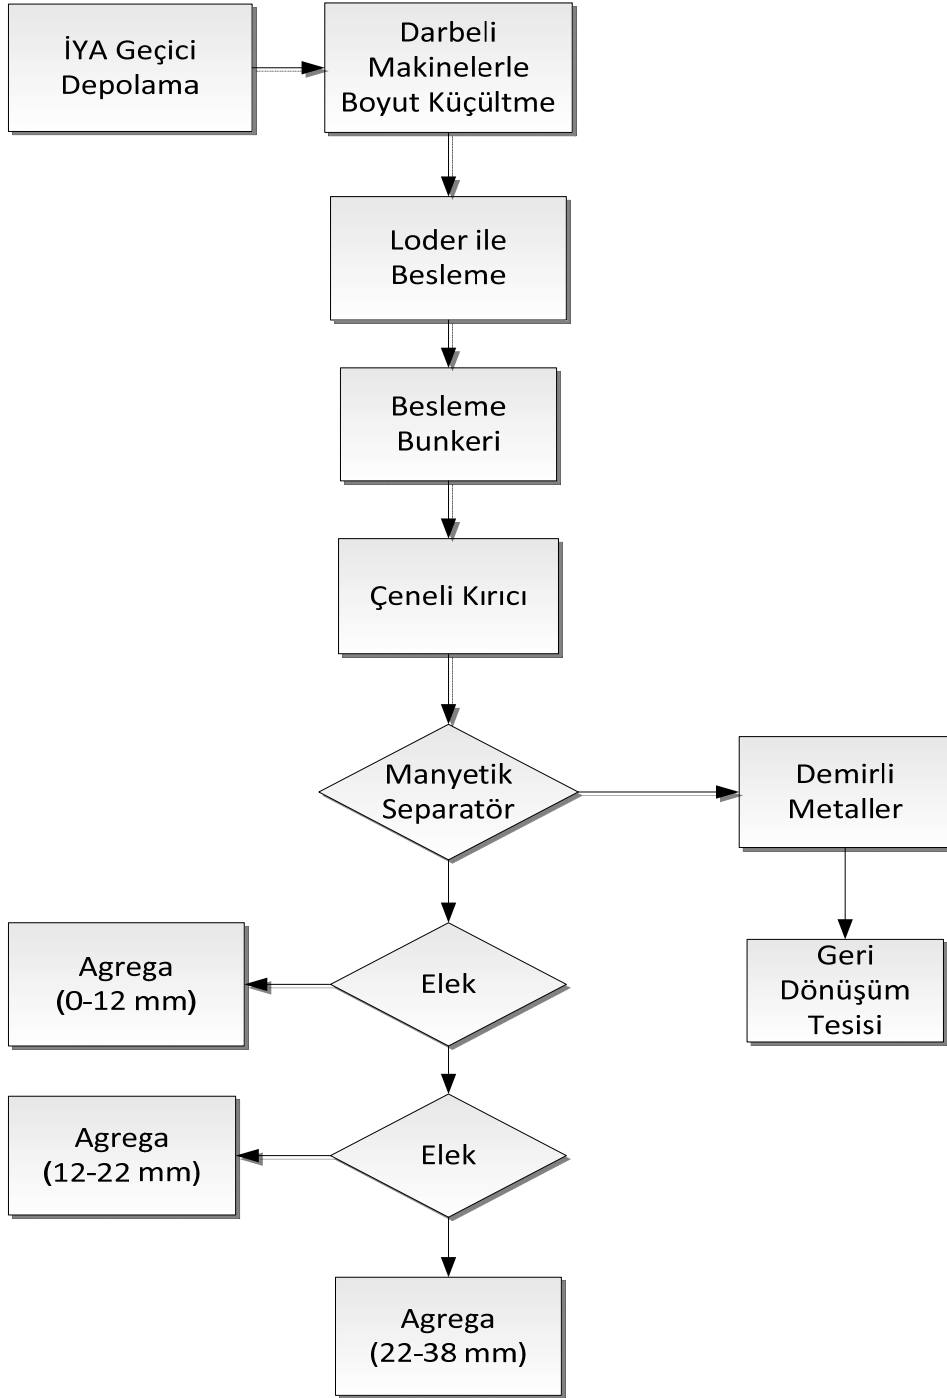 İYA Geçici
Depolama
Darbeli
Makinelerle
Boyut Küçültme
Loder ile
Besleme
Besleme
Bunkeri
Çeneli Kırıcı
Manyetik
Separatör
Demirli
Metaller
Geri
Dönüşüm
Tesisi
Elek
Agrega
(0-12 mm)
Elek
Agrega
(12-22 mm)
Agrega
(22-38 mm)